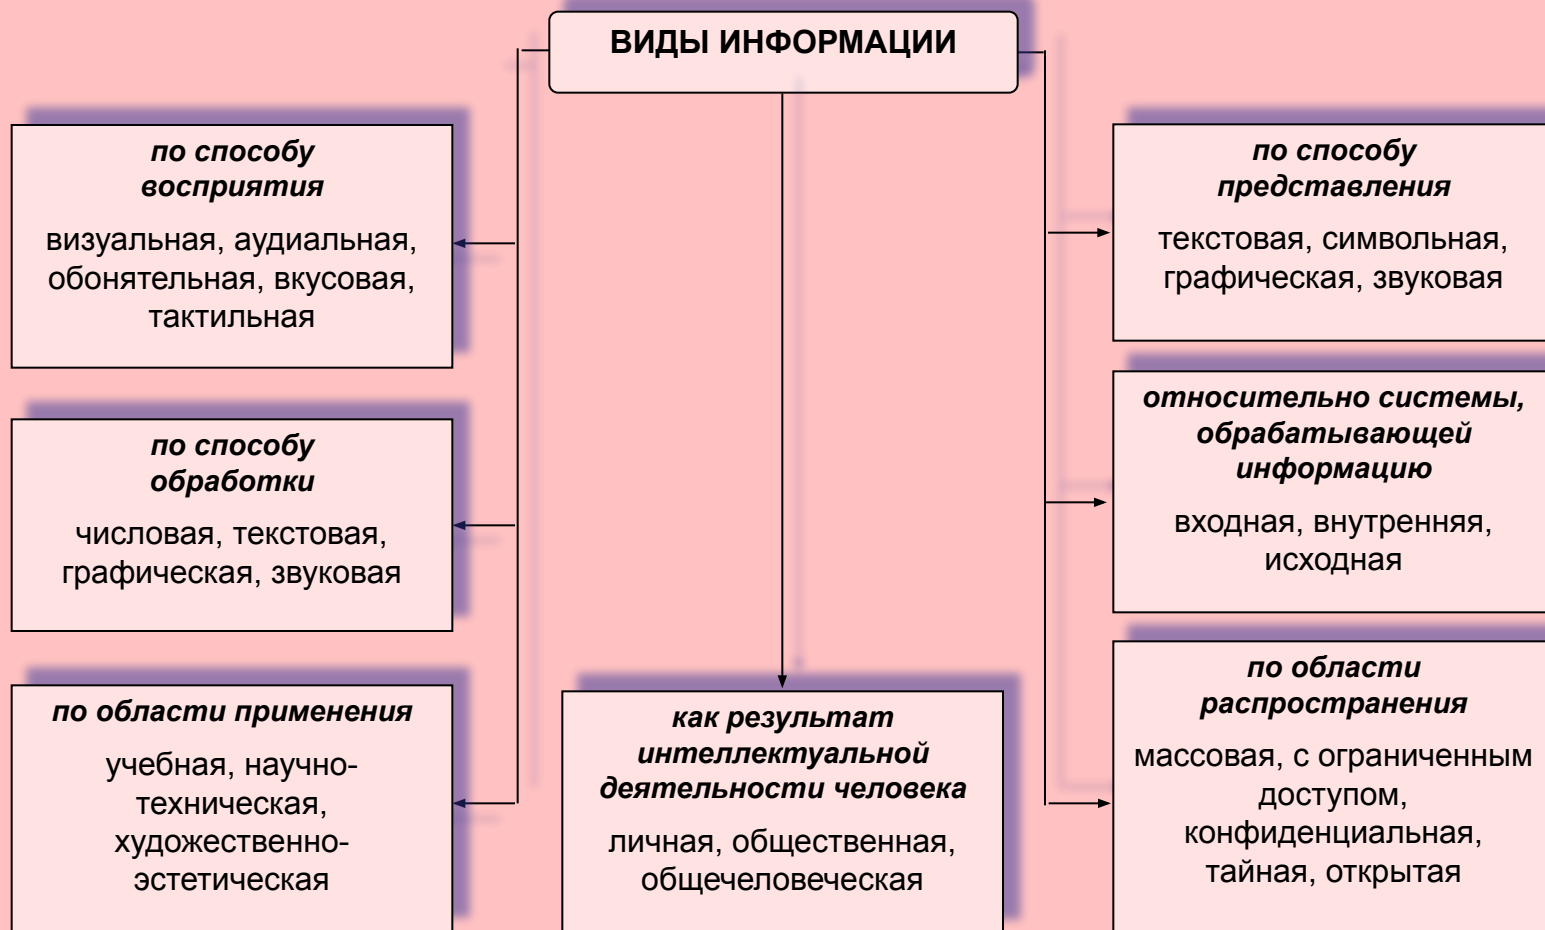 ВИДЫ ИНФОРМАЦИИ
по способу
восприятия
визуальная, аудиальная,
обонятельная, вкусовая,
тактильная
по способу
обработки
числовая, текстовая,
графическая, звуковая
по области применения
учебная, научно-
техническая,
художественно-
эстетическая
как результат
интеллектуальной
деятельности человека
личная, общественная,
общечеловеческая
по способу
представления
текстовая, символьная,
графическая, звуковая
относительно системы,
обрабатывающей
информацию
входная, внутренняя,
исходная
по области
распространения
массовая, с ограниченным
доступом,
конфиденциальная,
тайная, открытая